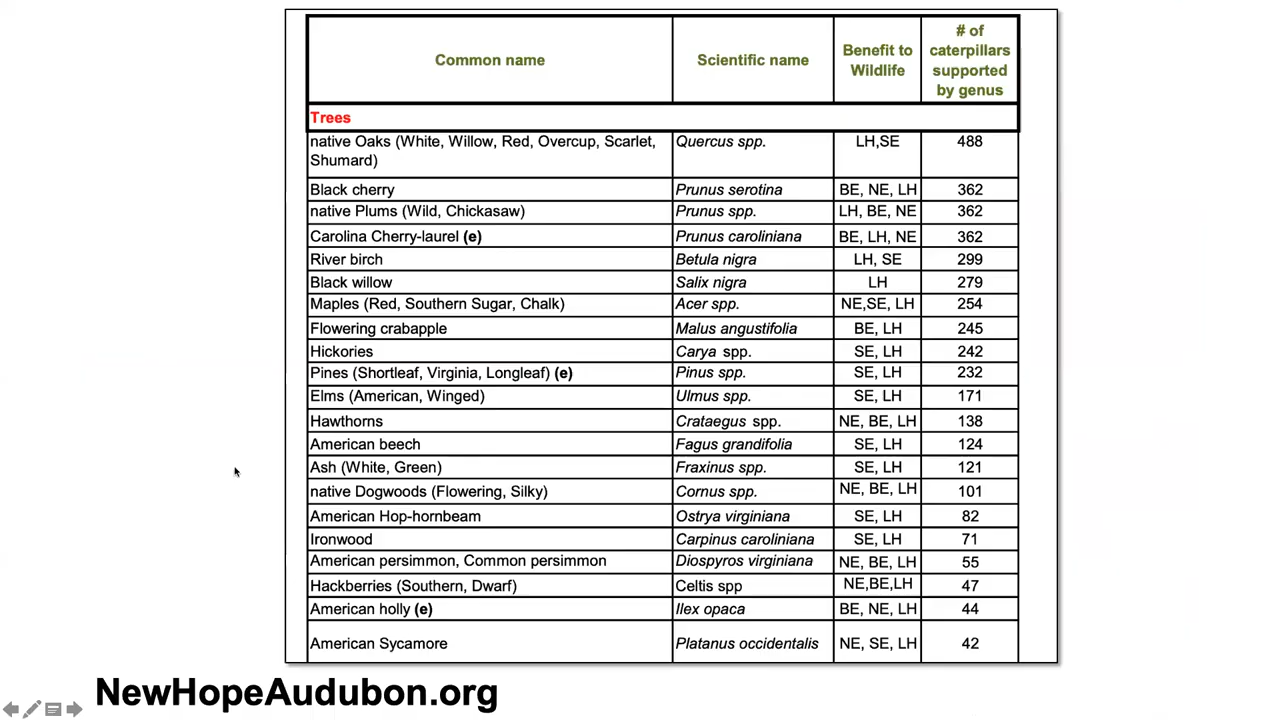 Common name Scientific name Benefit to Wildlife # of caterpillars supported by genus
Trees
native Oaks (White, Willow, Red, Overcup, Scarlet, Shumard) Quercus spp. LH,SE 488
Black cherry Prunus serotina BE, NE, LH 362
native Plums (Wild, Chickasaw) Prunus spp. LH, BE, NE 362
Carolina Cherry-laurel (e) Prunus caroliniana BE, LH, NE 362
River birch Betula nigra LH, SE 299
Black willow Salix nigra LH 279
Maples (Red, Southern Sugar, Chalk) Acer spp. NE,SE, LH 254
Flowering crabapple Malus angustifolia BE, LH 245
Hickories Carya spp. SE, LH 242
Pines (Shortleaf, Virginia, Longleaf) (e) Pinus spp. SE, LH 232
Elms (American, Winged) Ulmus spp. SE, LH 171
Hawthorns Crataegus spp. NE, BE, LH 138
American beech Fagus grandifolia SE, LH 124
Ash (White, Green) Fraxinus spp. SE, LH 121
native Dogwoods (Flowering, Silky) Cornus spp. NE, BE, LH 101
American Hop-hornbeam Ostrya virginiana SE, LH 82
Ironwood Carpinus caroliniana SE, LH 71
American persimmon, Common persimmon Diospyros virginiana NE, BE, LH 55
Hackberries (Southern, Dwarf) Celtis spp NE,BE,LH 47
American holly (e) Ilex opaca BE, NE, LH 44
American Sycamore Platanus occidentalis NE, SE, LH 42
NewHopeAudubon.org